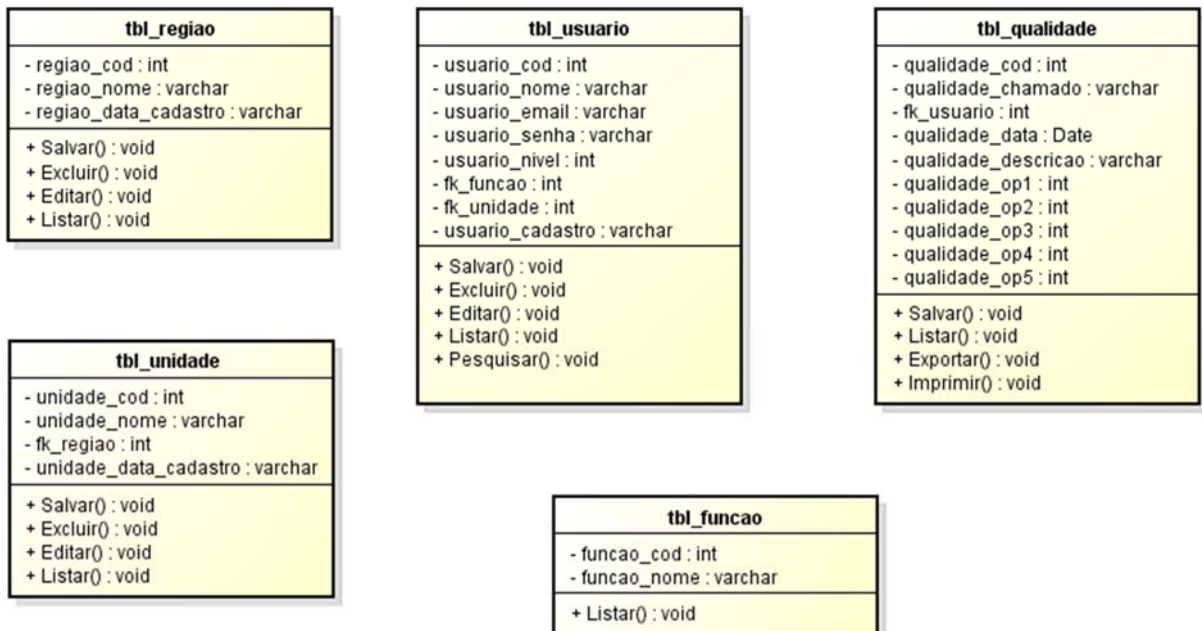 tbl_regiao
- regiao_cod : int
- regiao_nome : varchar
- regiao_data_cadastro : varchar
+ Salvar() : void
+ Excluir() : void
+ Editar() : void
+ Listar() : void
tbl_usuario
- usuario_cod : int
- usuario_nome : varchar
- usuario_email : varchar
- usuario_senha : varchar
- usuario_nivel : int
- fk_funcao : int
- fk_unidade : int
- usuario_cadastro : varchar
+ Salvar() : void
+ Excluir() : void
+ Editar() : void
+ Listar() : void
+ Pesquisar() : void
tbl_qualidade
- qualidade_cod : int
- qualidade_chamado : varchar
- fk_usuario : int
- qualidade_data : Date
- qualidade_descricao : varchar
- qualidade_op1 : int
- qualidade_op2 : int
- qualidade_op3 : int
- qualidade_op4 : int
- qualidade_op5 : int
+ Salvar() : void
+ Listar() : void
+ Exportar() : void
+ Imprimir() : void
tbl_unidade
- unidade_cod : int
- unidade_nome : varchar
- fk_regiao : int
- unidade_data_cadastro : varchar
+ Salvar() : void
+ Excluir() : void
+ Editar() : void
+ Listar() : void
tbl_funcao
- funcao_cod : int
- funcao_nome : varchar
+ Listar() : void